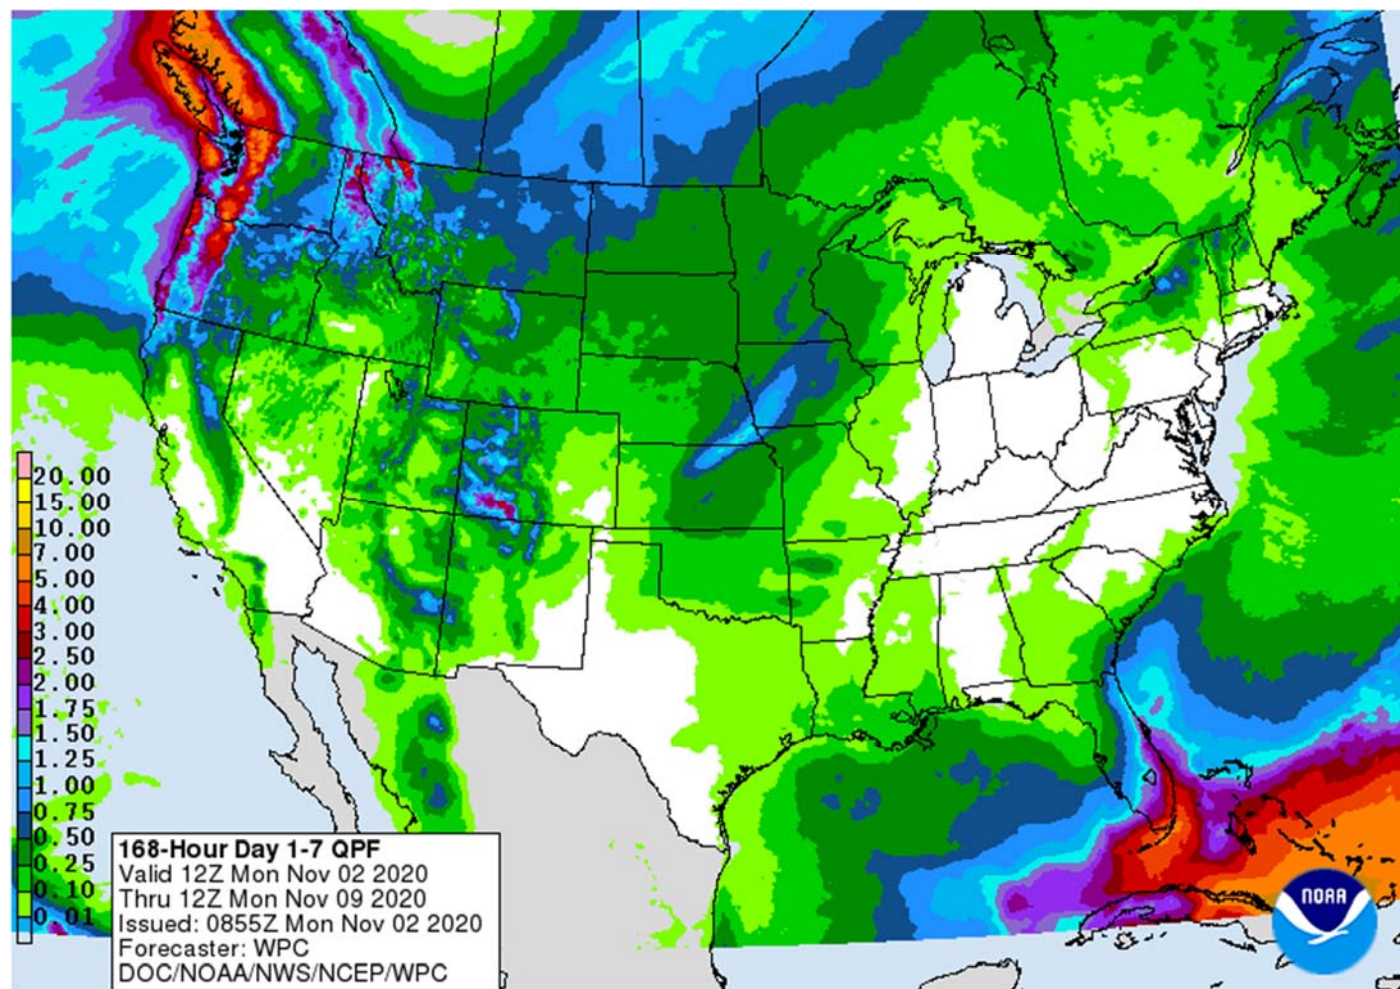 20.00
15.00
10.00
7.00
5.00
4.00
3.00
2.50
2.00
1.75
1.50
1.25
1.00
0.75
0.50
0.25
0.10
0.01
168-Hour Day 1-7 QPF
Valid 12Z Mon Nov 02 2020
Thru 12Z Mon Nov 09 2020
Issued: 0855Z Mon Nov 02 2020
Forecaster: WPC
DOC/NOAA/NWS/NCEP/WPC
NOAA